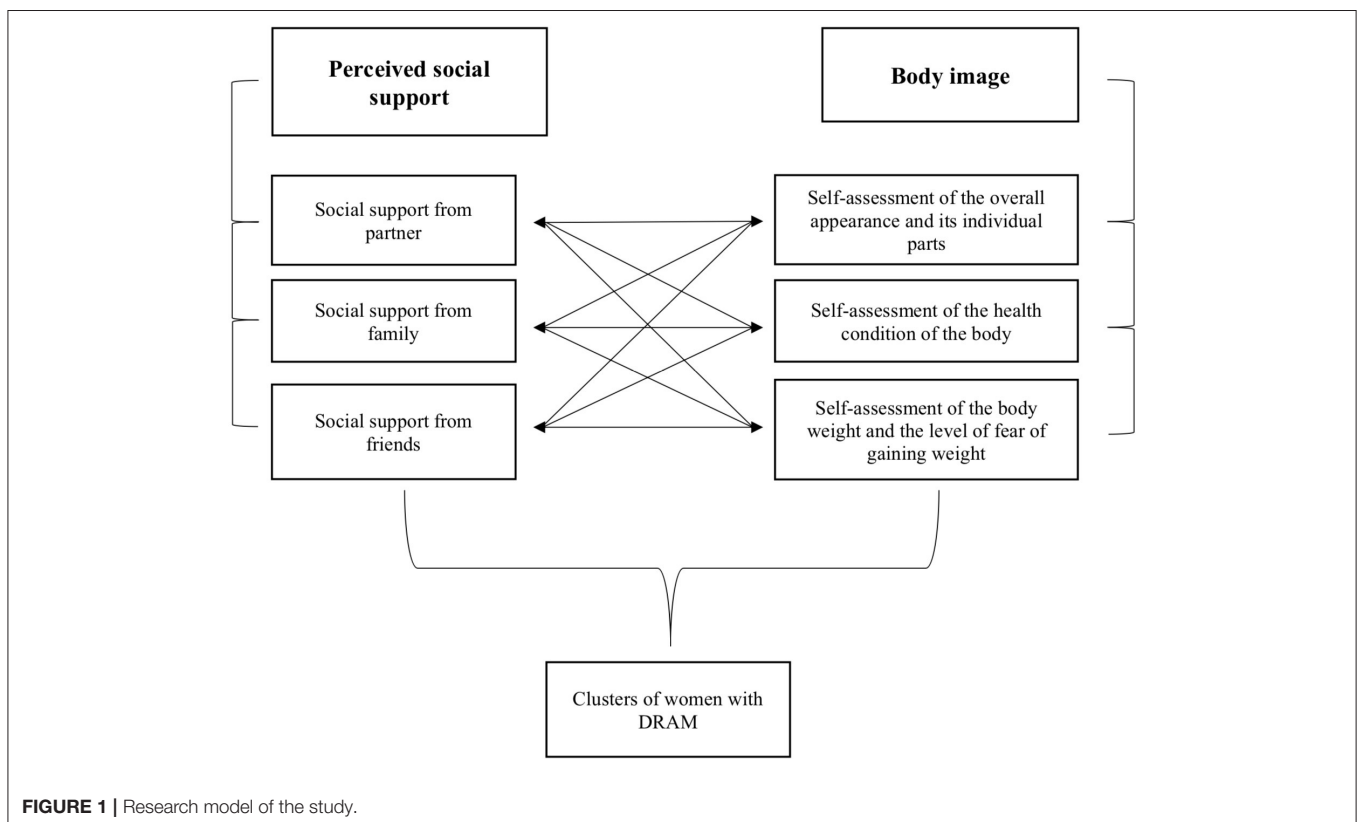 Perceived social
support
Body image
Social support from
partner
Self-assessment of the overall
appearance and its individual
parts
Social support from
family
Self-assessment of the health
condition of the body
Social support from
friends
Self-assessment of the body
weight and the level of fear of
gaining weight
Clusters of women with
DRAM
FIGURE 1 | Research model of the study.